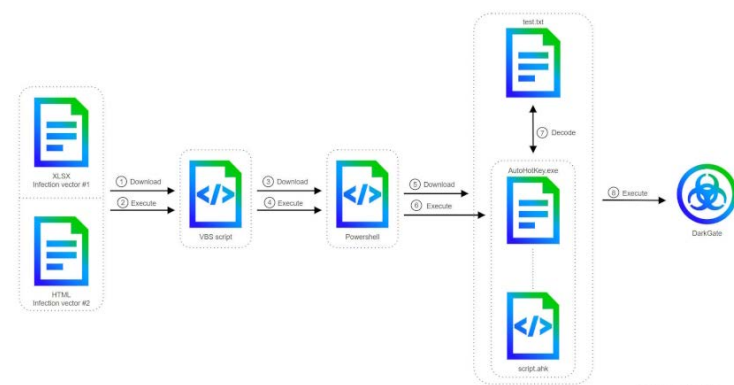 test.txt
⑦ Decode
XLSX
Infection vector #1
① Download
② Execute
③ Download
④ Execute
⑤ Download
⑥ Execute
AutoHotKey.exe
⑧ Execute
</>
VBS script
</>
Powershell
DarkGate
HTML
Infection vector #2
</>
script.ahk